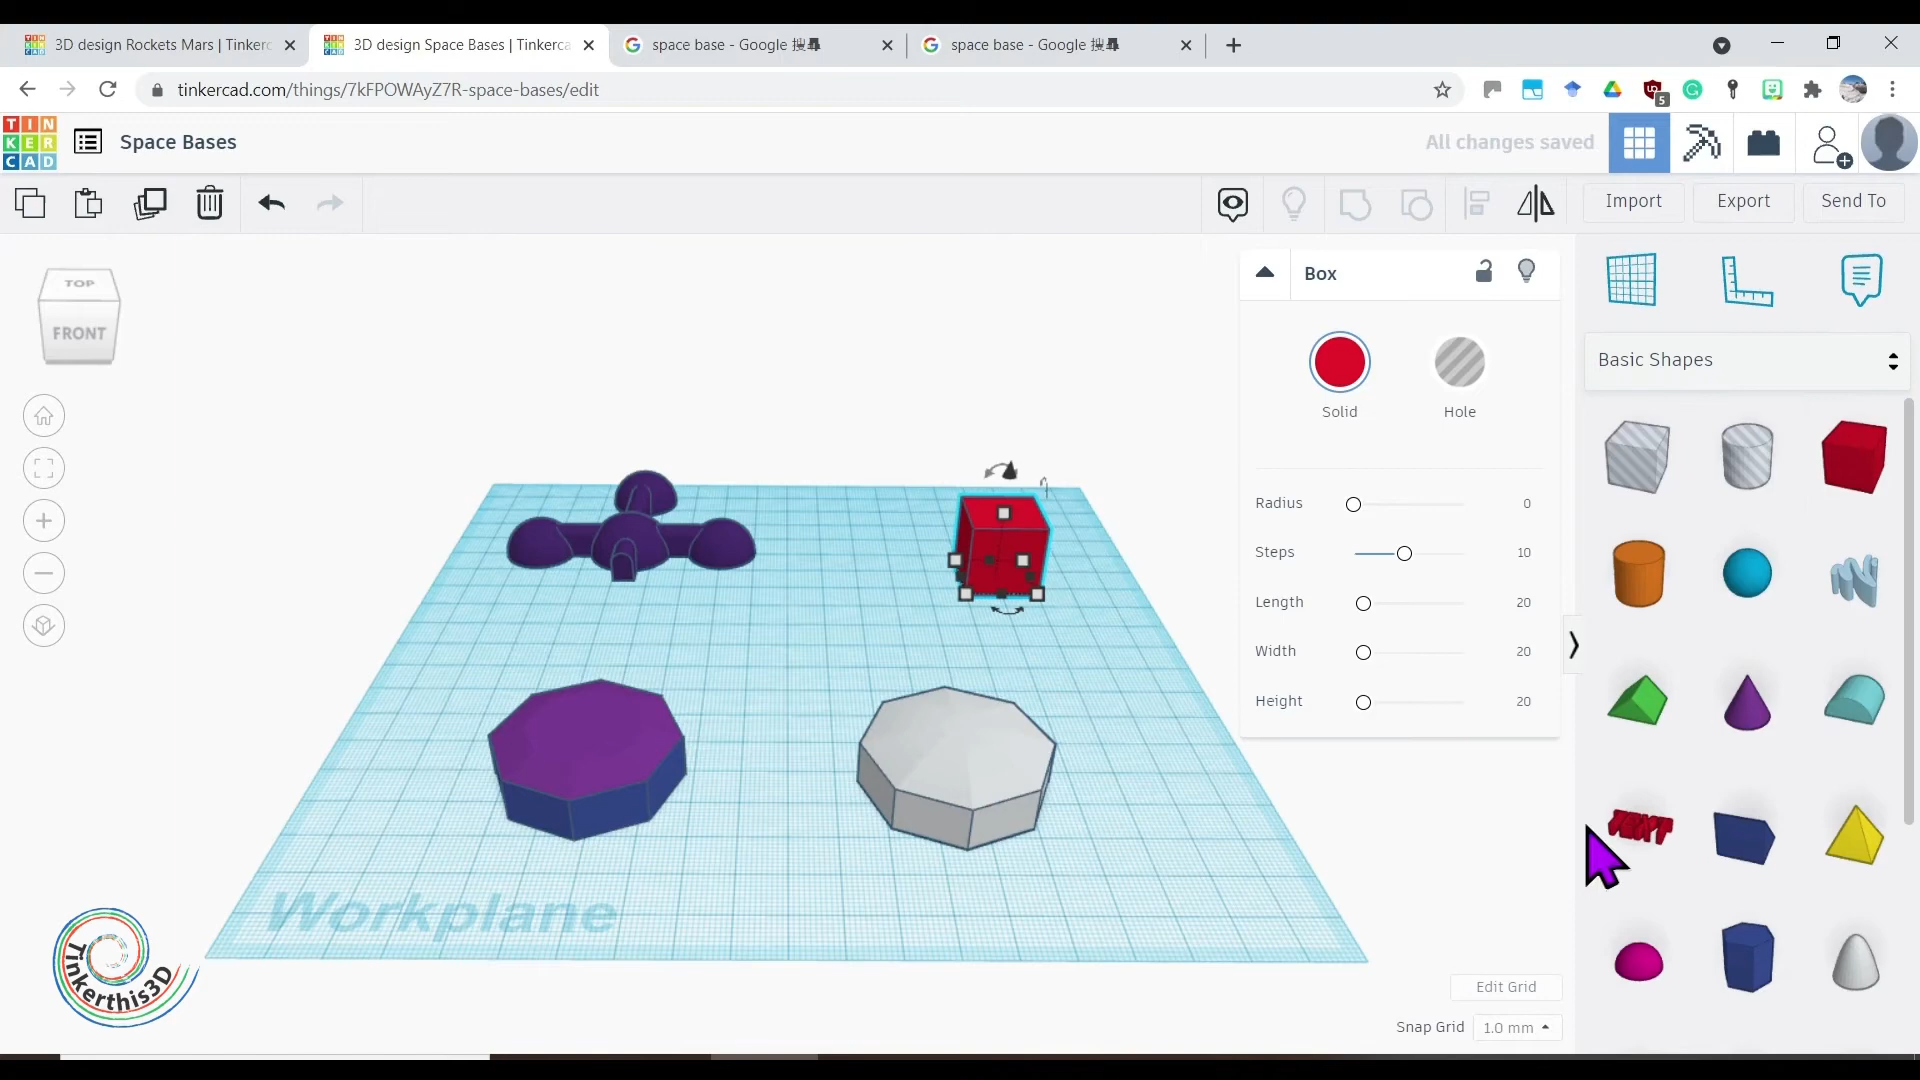 3D design Rockets Mars | Tinkerc
3D design Space Bases | Tinkerca
space base - Google 搜尋
space base - Google 搜尋
tinkercad.com/things/7kFPOWAyZ7R-space-bases/edit
5
TIN
KER
CAD
Space Bases
All changes saved
Import
Export
Send To
TOP
FRONT
Box
Solid
Hole
Radius 0
Steps 10
Length 20
Width 20
Height 20
Basic Shapes
TEXT
Workplane
Tinkerthis3D
Edit Grid
Snap Grid 1.0 mm